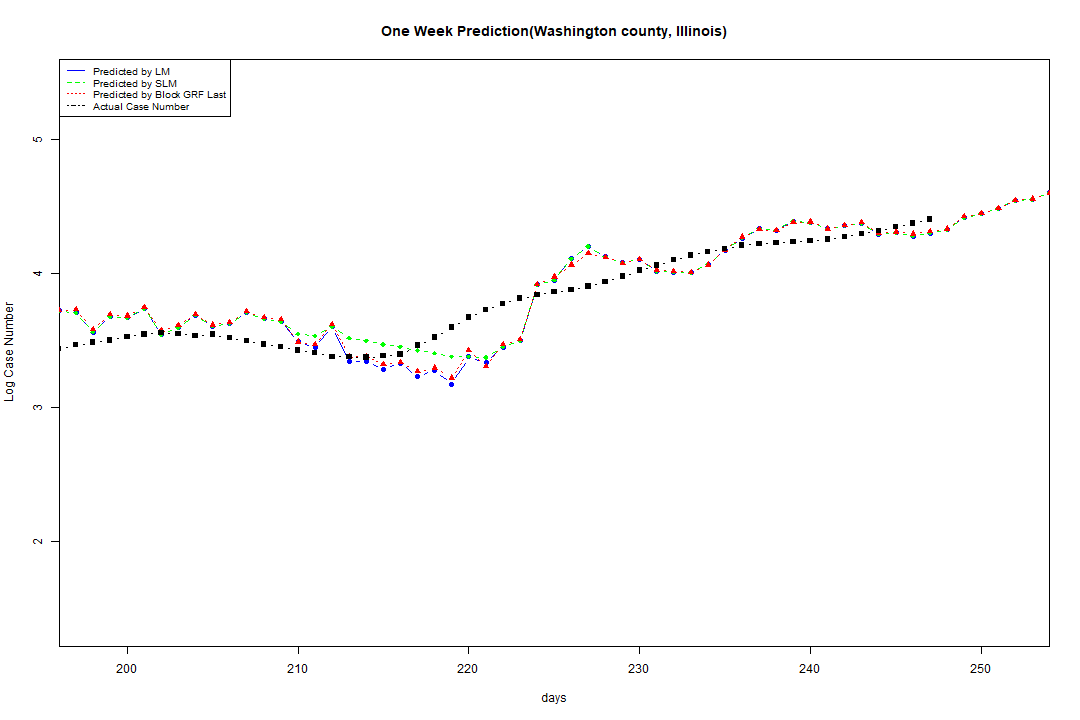 One Week Prediction(Washington county, Illinois)
Predicted by LM
Predicted by SLM
Predicted by Block GRF Last
Actual Case Number
5
4
3
2
Log Case Number
200 210 220 230 240 250
days